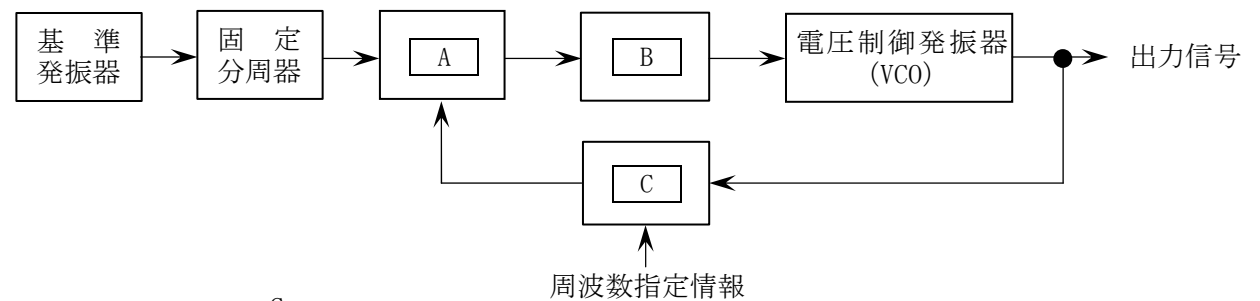 基　準
発振器
固　定
分周器
A
B
電圧制御発振器
(VCO)
出力信号
C
周波数指定情報